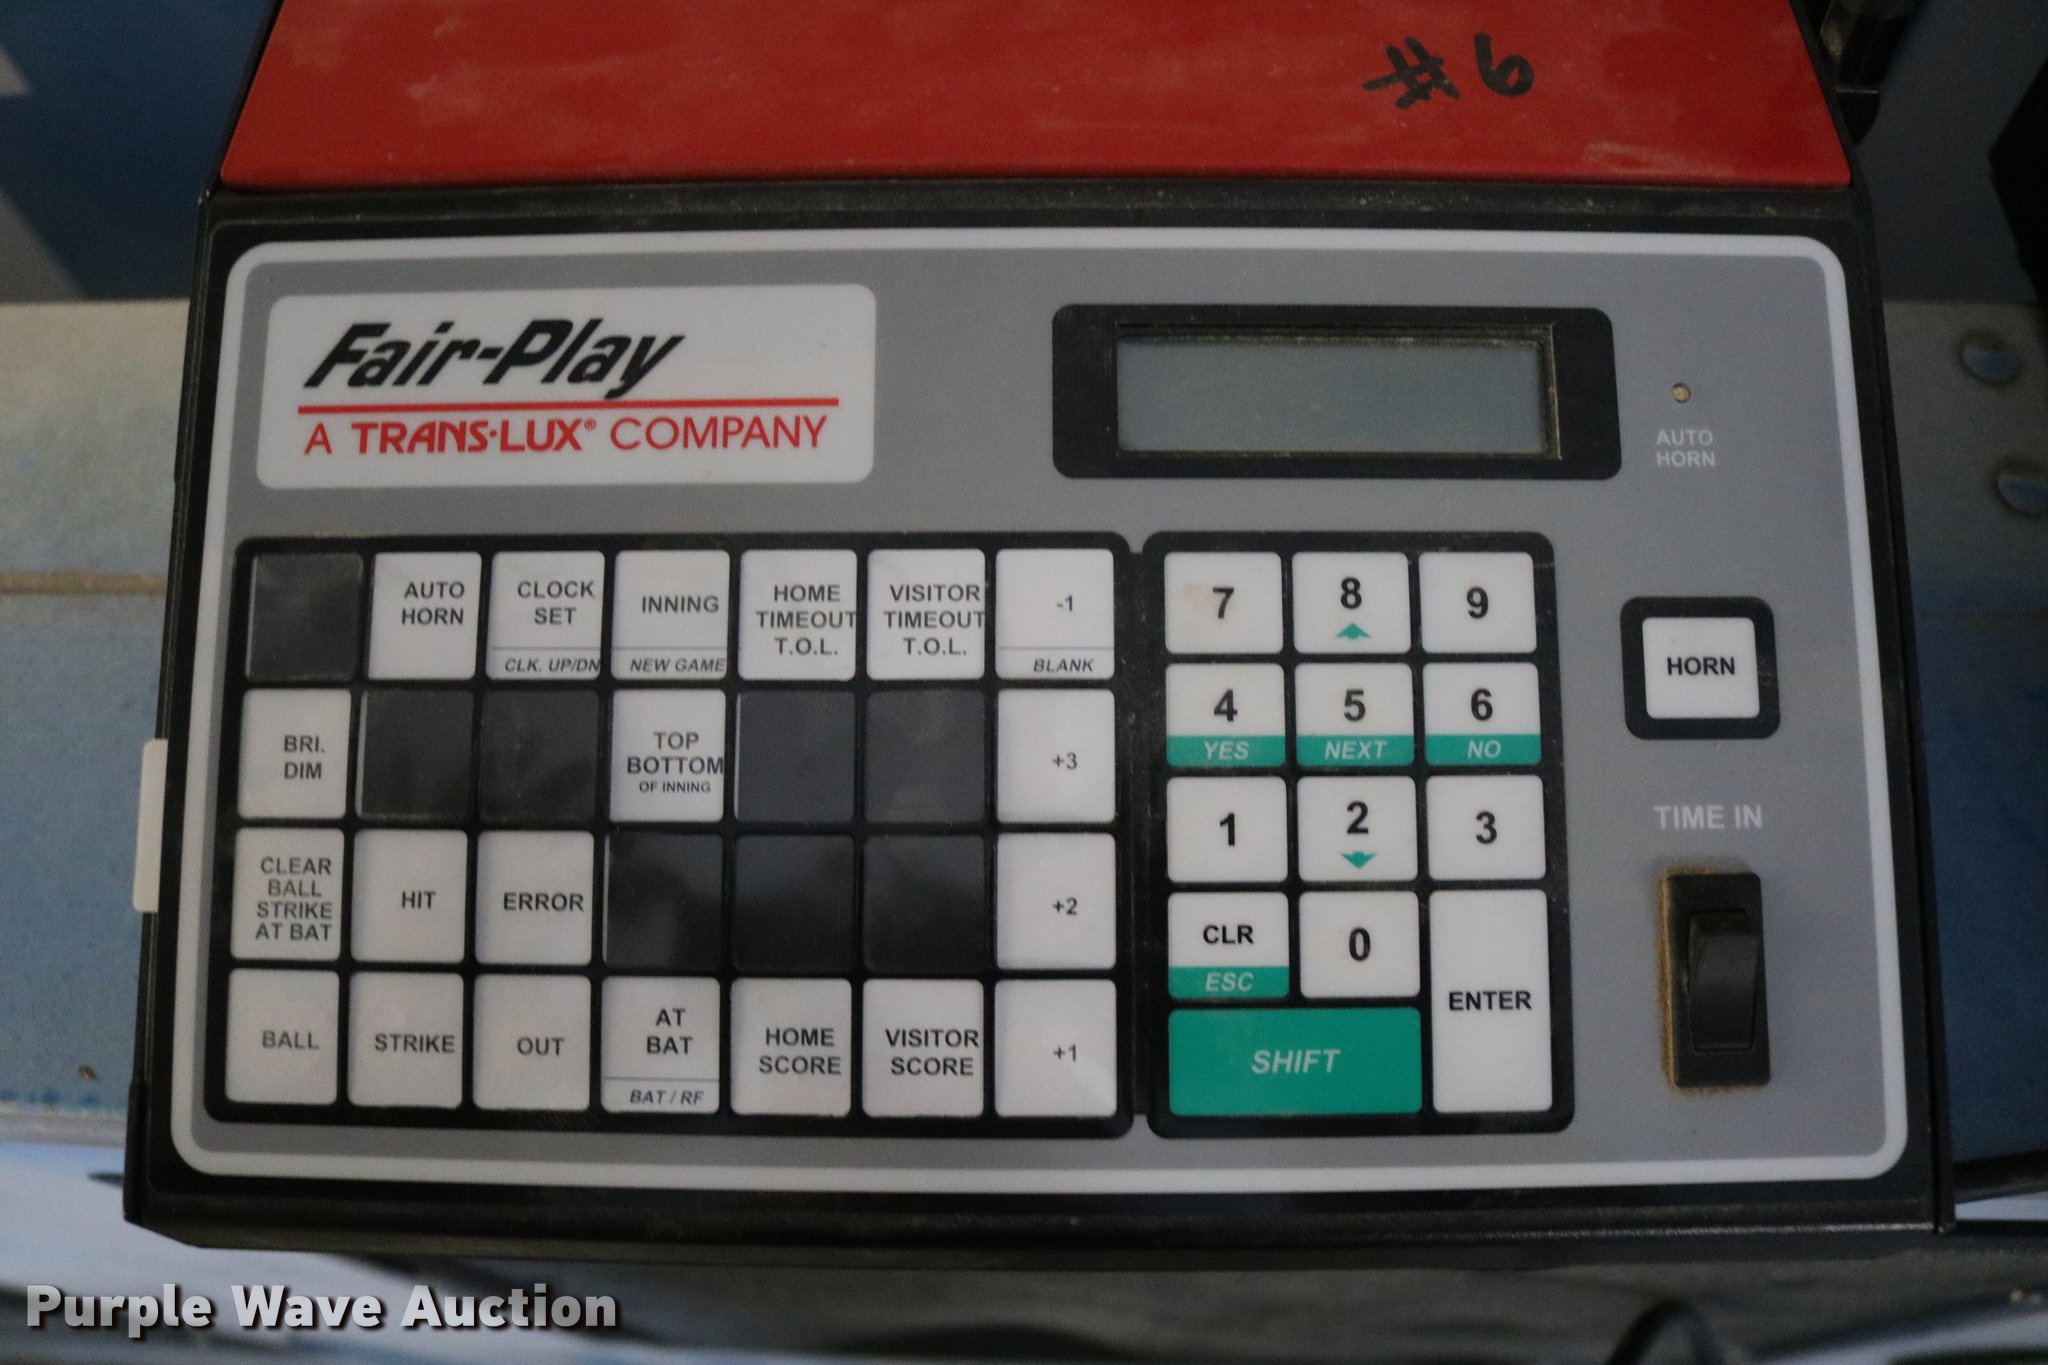 #6
Fair-Play
A TRANS·LUX® COMPANY
AUTO
HORN
AUTO
HORN
CLOCK
SET
CLK. UP/DN
INNING
NEW GAME
HOME
TIMEOUT
T.O.L.
VISITOR
TIMEOUT
T.O.L.
-1
BLANK
BRI.
DIM
TOP
BOTTOM
OF INNING
+3
CLEAR
BALL
STRIKE
AT BAT
HIT
ERROR
+2
BALL
STRIKE
OUT
AT
BAT
BAT / RF
HOME
SCORE
VISITOR
SCORE
+1
7
8
9
4
YES
5
NEXT
6
NO
1
2
3
CLR
ESC
0
ENTER
SHIFT
HORN
TIME IN
Purple Wave Auction